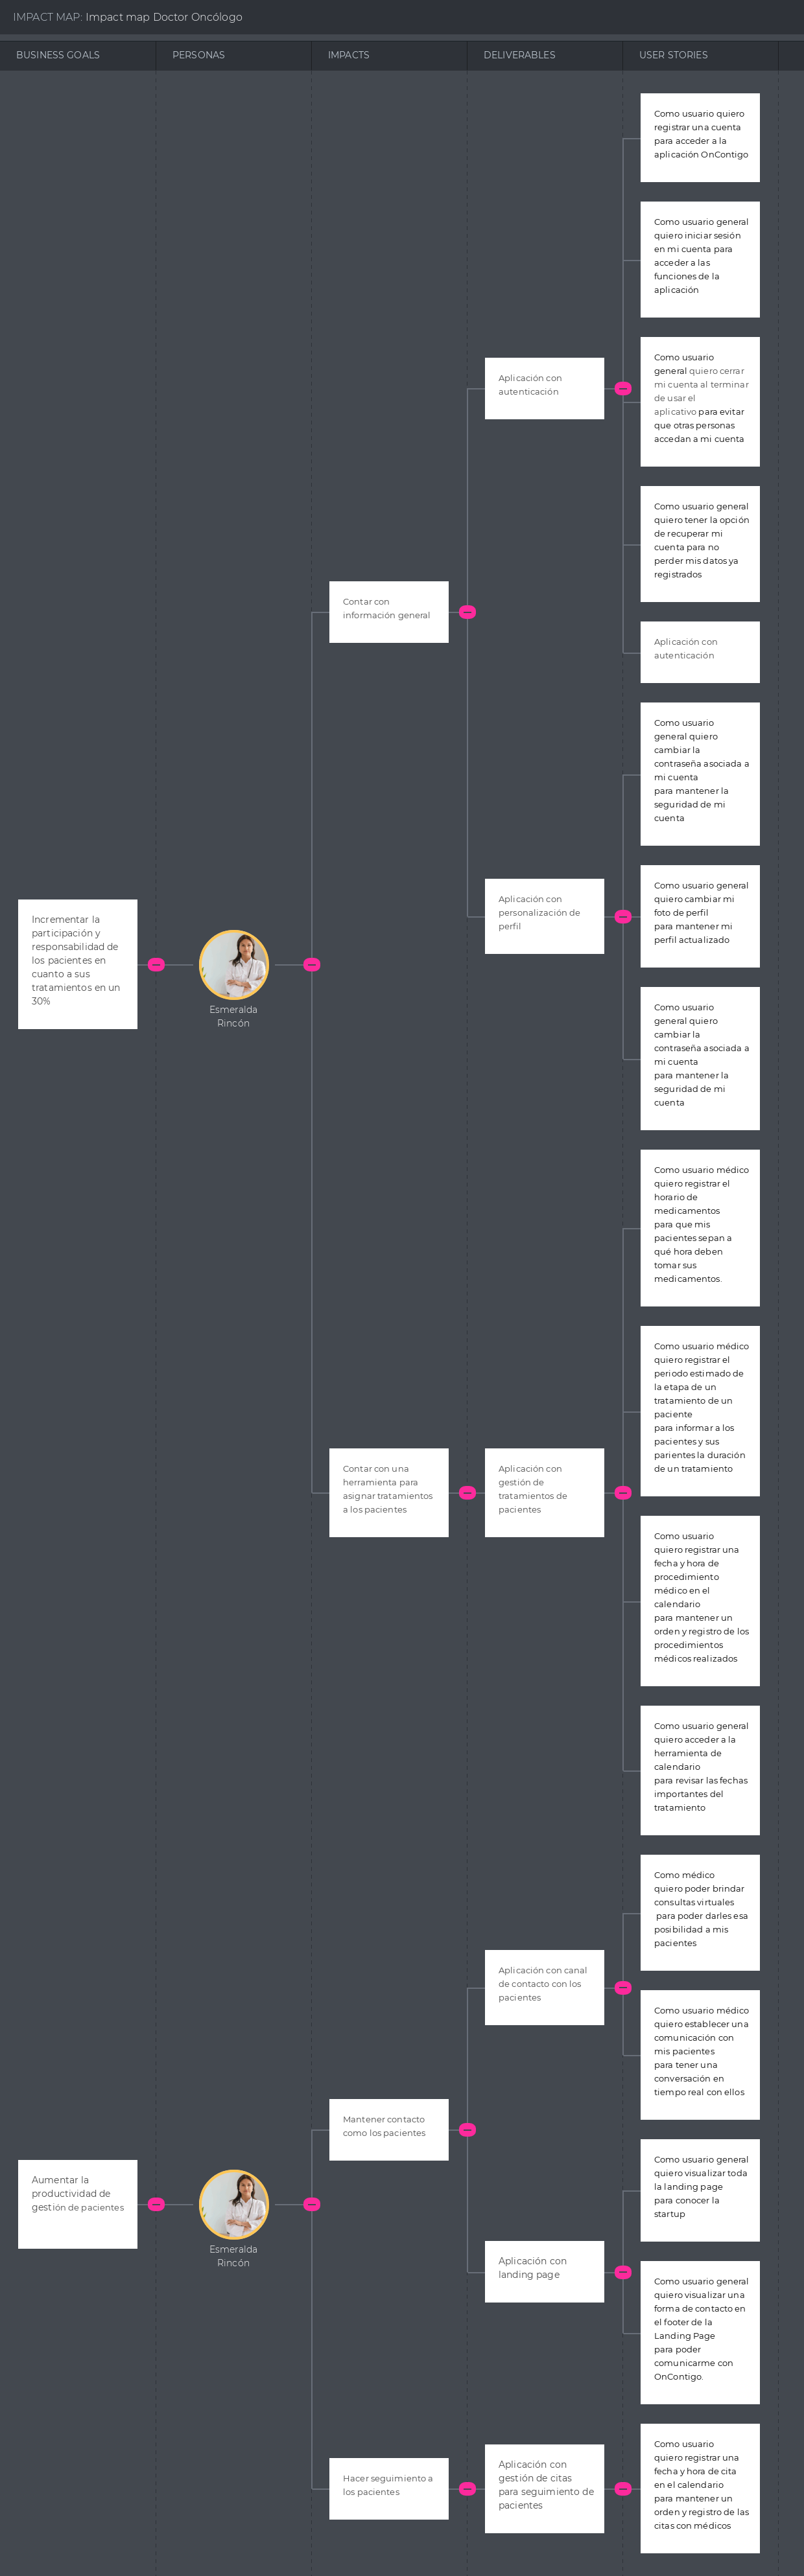 IMPACT MAP: Impact map Doctor Oncólogo
BUSINESS GOALS
PERSONAS
IMPACTS
DELIVERABLES
USER STORIES
Incrementar la
participación y
responsabilidad de
los pacientes en
cuanto a sus
tratamientos en un
30%
Esmeralda
Rincón
Contar con
información general
Aplicación con
autenticación
Como usuario quiero
registrar una cuenta
para acceder a la
aplicación OnContigo
Como usuario general
quiero iniciar sesión
en mi cuenta para
acceder a las
funciones de la
aplicación
Como usuario
general quiero cerrar
mi cuenta al terminar
de usar el
aplicativo para evitar
que otras personas
accedan a mi cuenta
Como usuario general
quiero tener la opción
de recuperar mi
cuenta para no
perder mis datos ya
registrados
Aplicación con
autenticación
Aplicación con
personalización de
perfil
Como usuario
general quiero
cambiar la
contraseña asociada a
mi cuenta
para mantener la
seguridad de mi
cuenta
Como usuario general
quiero cambiar mi
foto de perfil
para mantener mi
perfil actualizado
Como usuario
general quiero
cambiar la
contraseña asociada a
mi cuenta
para mantener la
seguridad de mi
cuenta
Contar con una
herramienta para
asignar tratamientos
a los pacientes
Aplicación con
gestión de
tratamientos de
pacientes
Como usuario médico
quiero registrar el
horario de
medicamentos
para que mis
pacientes sepan a
qué hora deben
tomar sus
medicamentos.
Como usuario médico
quiero registrar el
periodo estimado de
la etapa de un
tratamiento de un
paciente
para informar a los
pacientes y sus
parientes la duración
de un tratamiento
Como usuario
quiero registrar una
fecha y hora de
procedimiento
médico en el
calendario
para mantener un
orden y registro de los
procedimientos
médicos realizados
Como usuario general
quiero acceder a la
herramienta de
calendario
para revisar las fechas
importantes del
tratamiento
Aumentar la
productividad de
gestión de pacientes
Esmeralda
Rincón
Mantener contacto
como los pacientes
Aplicación con canal
de contacto con los
pacientes
Como médico
quiero poder brindar
consultas virtuales
para poder darles esa
posibilidad a mis
pacientes
Como usuario médico
quiero establecer una
comunicación con
mis pacientes
para tener una
conversación en
tiempo real con ellos
Aplicación con
landing page
Como usuario general
quiero visualizar toda
la landing page
para conocer la
startup
Como usuario general
quiero visualizar una
forma de contacto en
el footer de la
Landing Page
para poder
comunicarme con
OnContigo.
Hacer seguimiento a
los pacientes
Aplicación con
gestión de citas
para seguimiento de
pacientes
Como usuario
quiero registrar una
fecha y hora de cita
en el calendario
para mantener un
orden y registro de las
citas con médicos